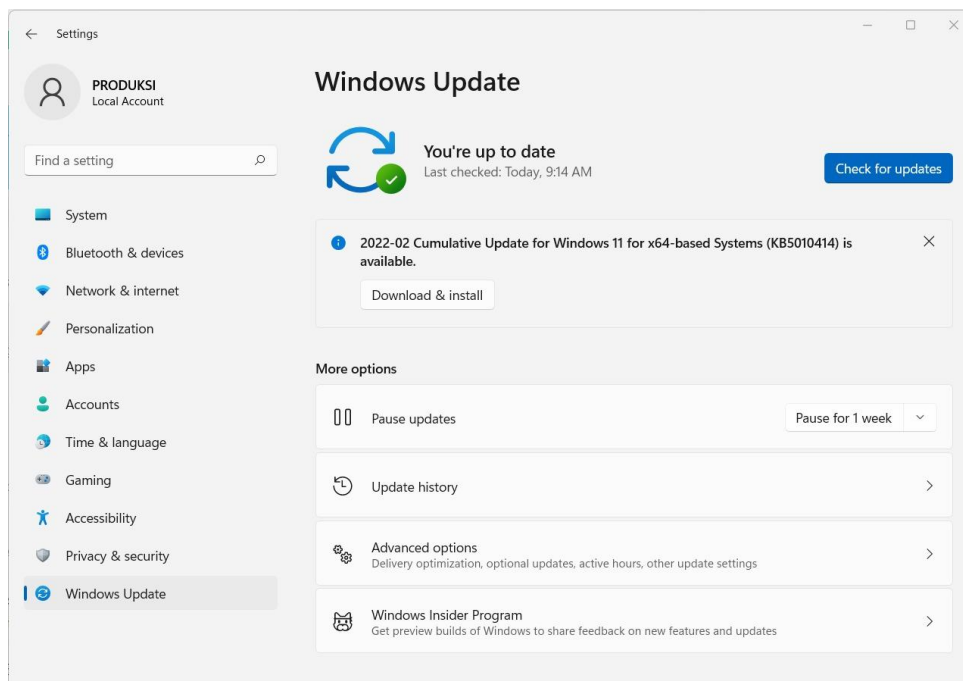 Settings
PRODUKSI
Local Account
Find a setting
System
Bluetooth & devices
Network & internet
Personalization
Apps
Accounts
Time & language
Gaming
Accessibility
Privacy & security
Windows Update
Windows Update
You're up to date
Last checked: Today, 9:14 AM
Check for updates
2022-02 Cumulative Update for Windows 11 for x64-based Systems (KB5010414) is
available.
Download & install
More options
Pause updates
Pause for 1 week
Update history
Advanced options
Delivery optimization, optional updates, active hours, other update settings
Windows Insider Program
Get preview builds of Windows to share feedback on new features and updates